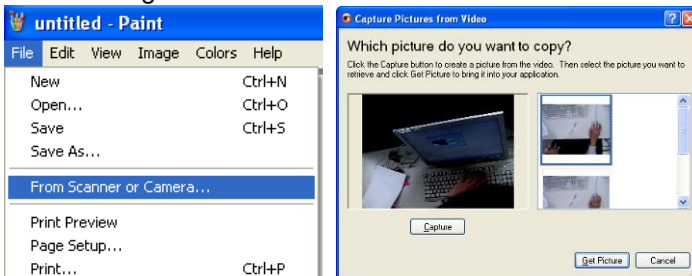 untitled - Paint
File Edit View Image Colors Help
New Ctrl+N
Open... Ctrl+O
Save Ctrl+S
Save As...
From Scanner or Camera...
Print Preview
Page Setup...
Print... Ctrl+P
Capture Pictures from Video
Which picture do you want to copy?
Click the Capture button to create a picture from the video. Then select the picture you want to
retrieve and click Get Picture to bring it into your application.
Capture
Get Picture Cancel